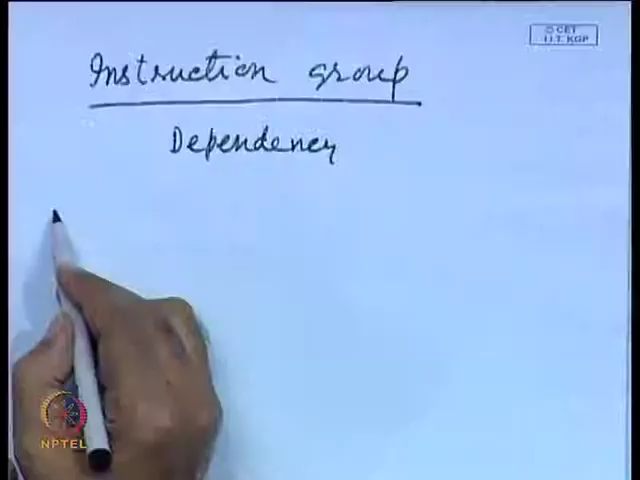 © CET
I.I.T. KGP
Instruction group
Dependency
NPTEL